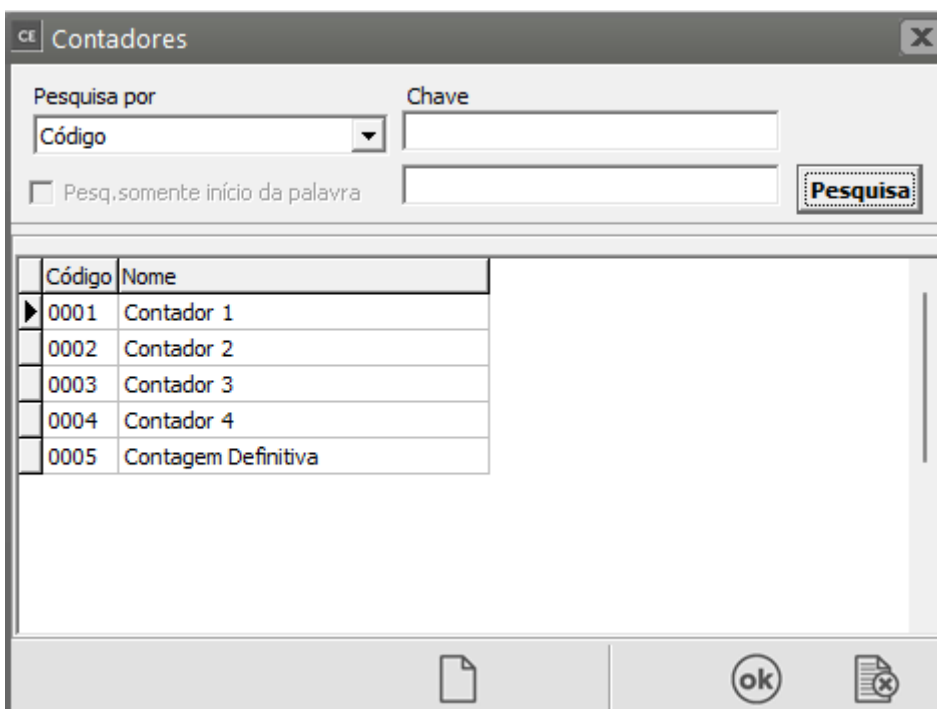 CE Contadores
Pesquisa por Chave
Código
Pesq.somente início da palavra Pesquisa
Código Nome
0001 Contador 1
0002 Contador 2
0003 Contador 3
0004 Contador 4
0005 Contagem Definitiva
ok